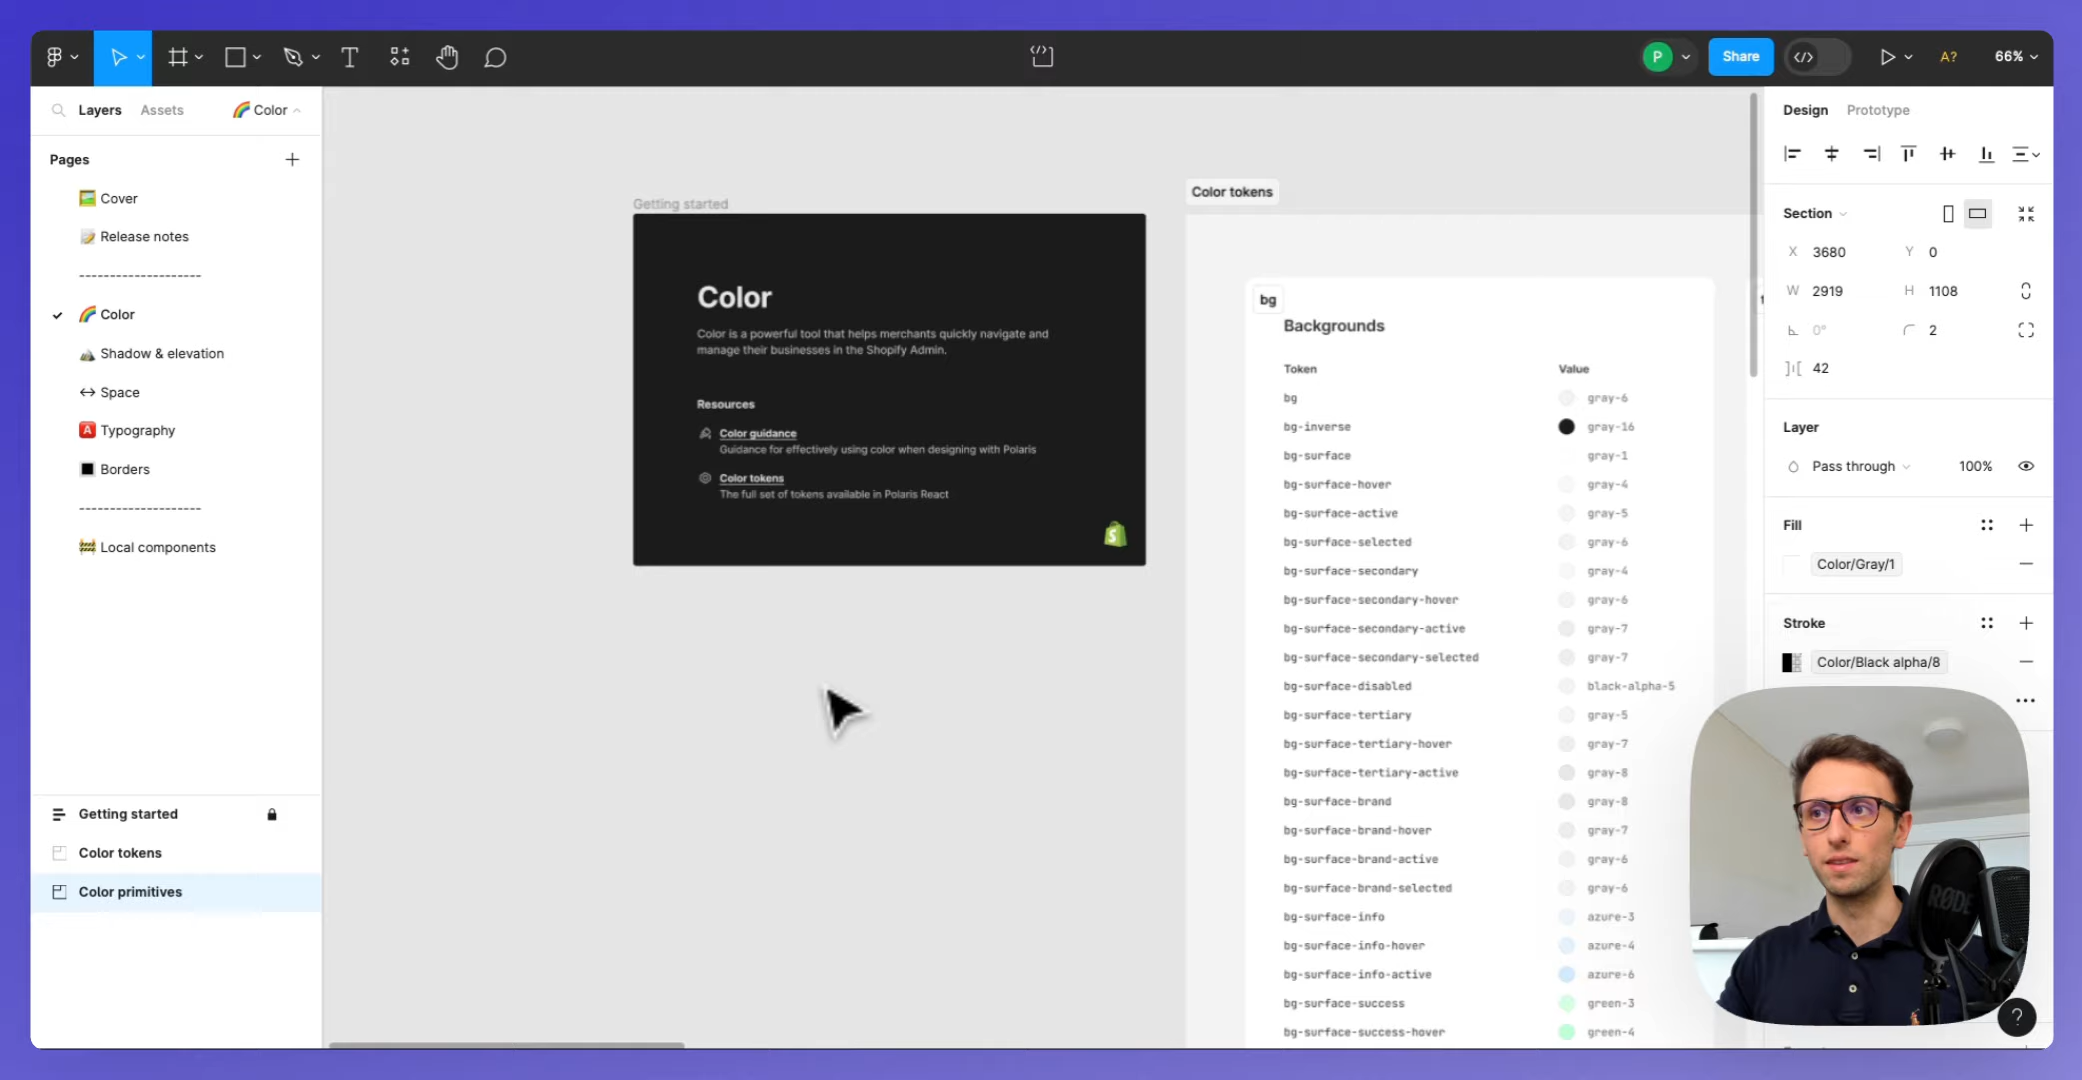 P
Share
A?
66%
Layers
Assets
🌈 Color
Pages
🖼️ Cover
📝 Release notes
--------------------
🌈 Color
⛰️ Shadow & elevation
↔ Space
🅰️ Typography
Borders
--------------------
🚧 Local components
Getting started
Color tokens
Color primitives
Getting started
Color
Color is a powerful tool that helps merchants quickly navigate and
manage their businesses in the Shopify Admin.
Resources
Color guidance
Guidance for effectively using color when designing with Polaris
Color tokens
The full set of tokens available in Polaris React
Color tokens
bg
Backgrounds
Token Value
bg gray-6
bg-inverse gray-16
bg-surface gray-1
bg-surface-hover gray-4
bg-surface-active gray-5
bg-surface-selected gray-6
bg-surface-secondary gray-4
bg-surface-secondary-hover gray-6
bg-surface-secondary-active gray-7
bg-surface-secondary-selected gray-7
bg-surface-disabled black-alpha-5
bg-surface-tertiary gray-5
bg-surface-tertiary-hover gray-7
bg-surface-tertiary-active gray-8
bg-surface-brand gray-8
bg-surface-brand-hover gray-7
bg-surface-brand-active gray-6
bg-surface-brand-selected gray-6
bg-surface-info azure-3
bg-surface-info-hover azure-4
bg-surface-info-active azure-6
bg-surface-success green-3
bg-surface-success-hover green-4
Design
Prototype
Section
X 3680 Y 0
W 2919 H 1108
0° 2
42
Layer
Pass through 100%
Fill
Color/Gray/1
Stroke
Color/Black alpha/8
RØDE
?